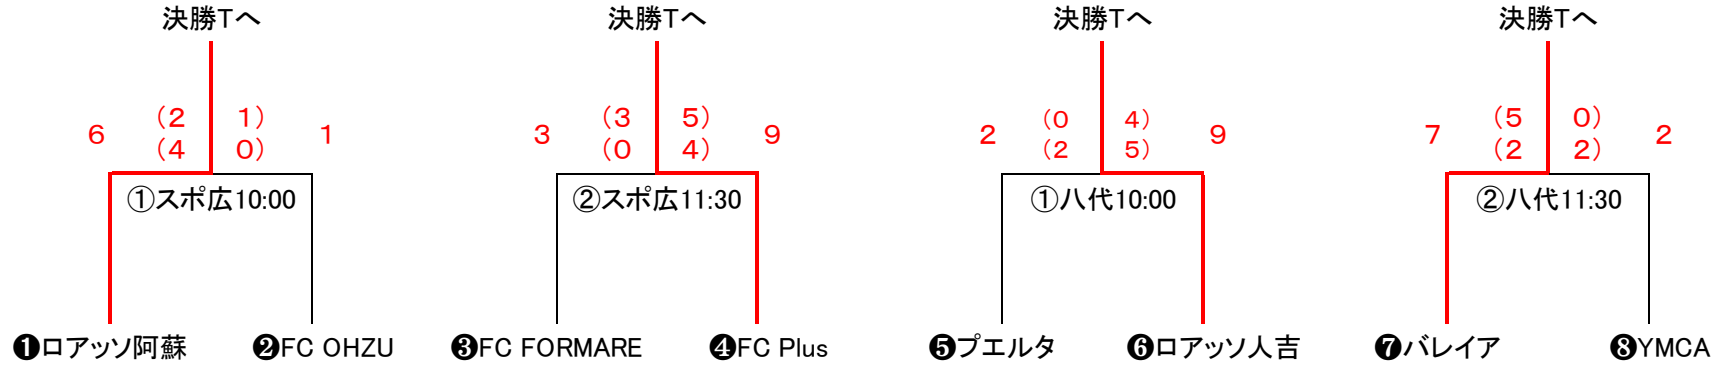 決勝Tへ 決勝Tへ 決勝Tへ 決勝Tへ
6 (2 1) 1 3 (3 5) 9 2 (0 4) 9 7 (5 0) 2
(4 0) (0 4) (2 5) (2 2)
①スポ広10:00 ②スポ広11:30 ①八代10:00 ②八代11:30
❶ロアッソ阿蘇 ❷FC OHZU ❸FC FORMARE ❹FC Plus ❺プエルタ ❻ロアッソ人吉 ❼バレイア ❽YMCA